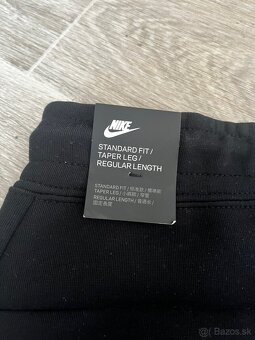 NIKE
STANDARD FIT /
TAPER LEG /
REGULAR LENGTH
STANDARD FIT /
TAPER LEG /
REGULAR LENGTH /
Bazos.sk